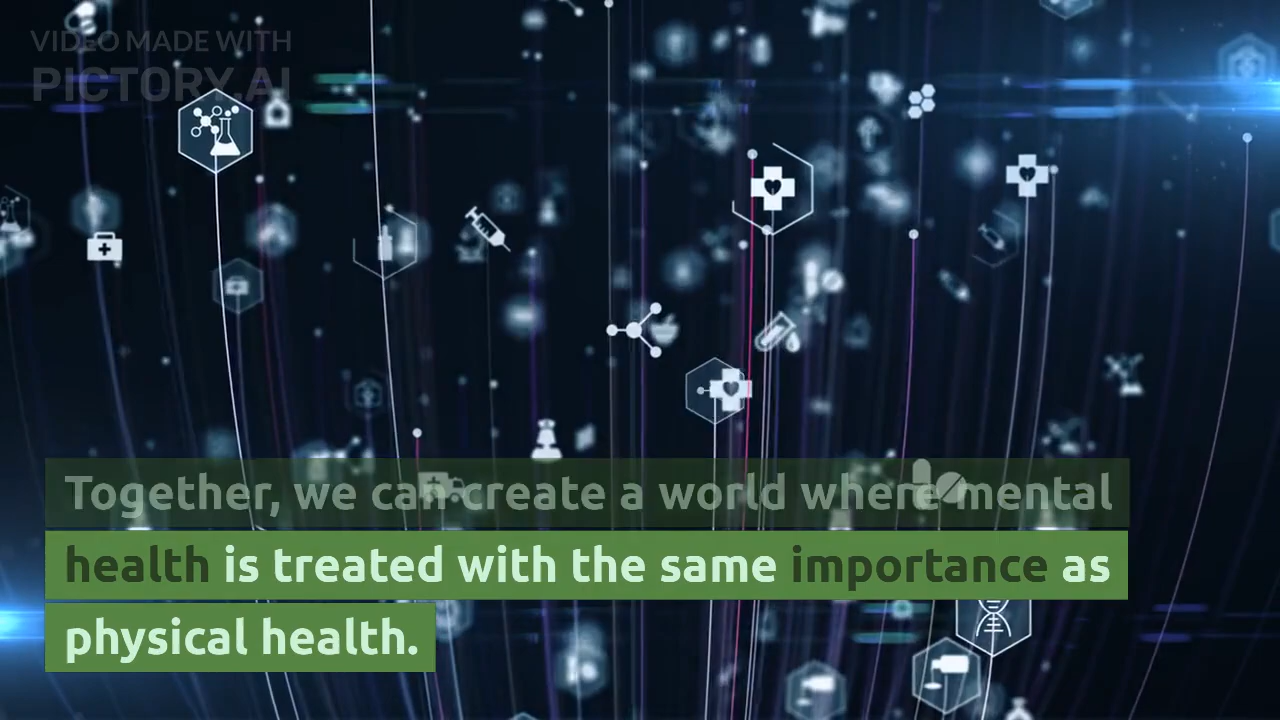 VIDEO MADE WITH
PICTORY.AI
Together, we can create a world where mental
health is treated with the same importance as
physical health.